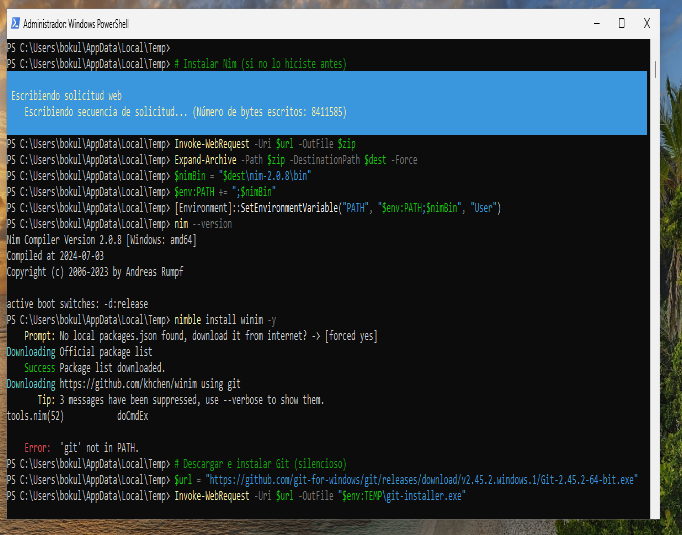 Administrador: Windows PowerShell
PS C:\Users\bokul\AppData\Local\Temp>
PS C:\Users\bokul\AppData\Local\Temp> # Instalar Nim (si no lo hiciste antes)
Escribiendo solicitud web
Escribiendo secuencia de solicitud... (Número de bytes escritos: 8411585)
PS C:\Users\bokul\AppData\Local\Temp> Invoke-WebRequest -Uri $url -OutFile $zip
PS C:\Users\bokul\AppData\Local\Temp> Expand-Archive -Path $zip -DestinationPath $dest -Force
PS C:\Users\bokul\AppData\Local\Temp> $nimBin = "$dest\nim-2.0.8\bin"
PS C:\Users\bokul\AppData\Local\Temp> $env:PATH += ";$nimBin"
PS C:\Users\bokul\AppData\Local\Temp> [Environment]::SetEnvironmentVariable("PATH", "$env:PATH;$nimBin", "User")
PS C:\Users\bokul\AppData\Local\Temp> nim --version
Nim Compiler Version 2.0.8 [Windows: amd64]
Compiled at 2024-07-03
Copyright (c) 2006-2023 by Andreas Rumpf
active boot switches: -d:release
PS C:\Users\bokul\AppData\Local\Temp> nimble install winim -y
Prompt: No local packages.json found, download it from internet? -> [forced yes]
Downloading Official package list
Success Package list downloaded.
Downloading https://github.com/khchen/winim using git
Tip: 3 messages have been suppressed, use --verbose to show them.
tools.nim(52) doCmdEx
Error: 'git' not in PATH.
PS C:\Users\bokul\AppData\Local\Temp> # Descargar e instalar Git (silencioso)
PS C:\Users\bokul\AppData\Local\Temp> $url = "https://github.com/git-for-windows/git/releases/download/v2.45.2.windows.1/Git-2.45.2-64-bit.exe"
PS C:\Users\bokul\AppData\Local\Temp> Invoke-WebRequest -Uri $url -OutFile "$env:TEMP\git-installer.exe"